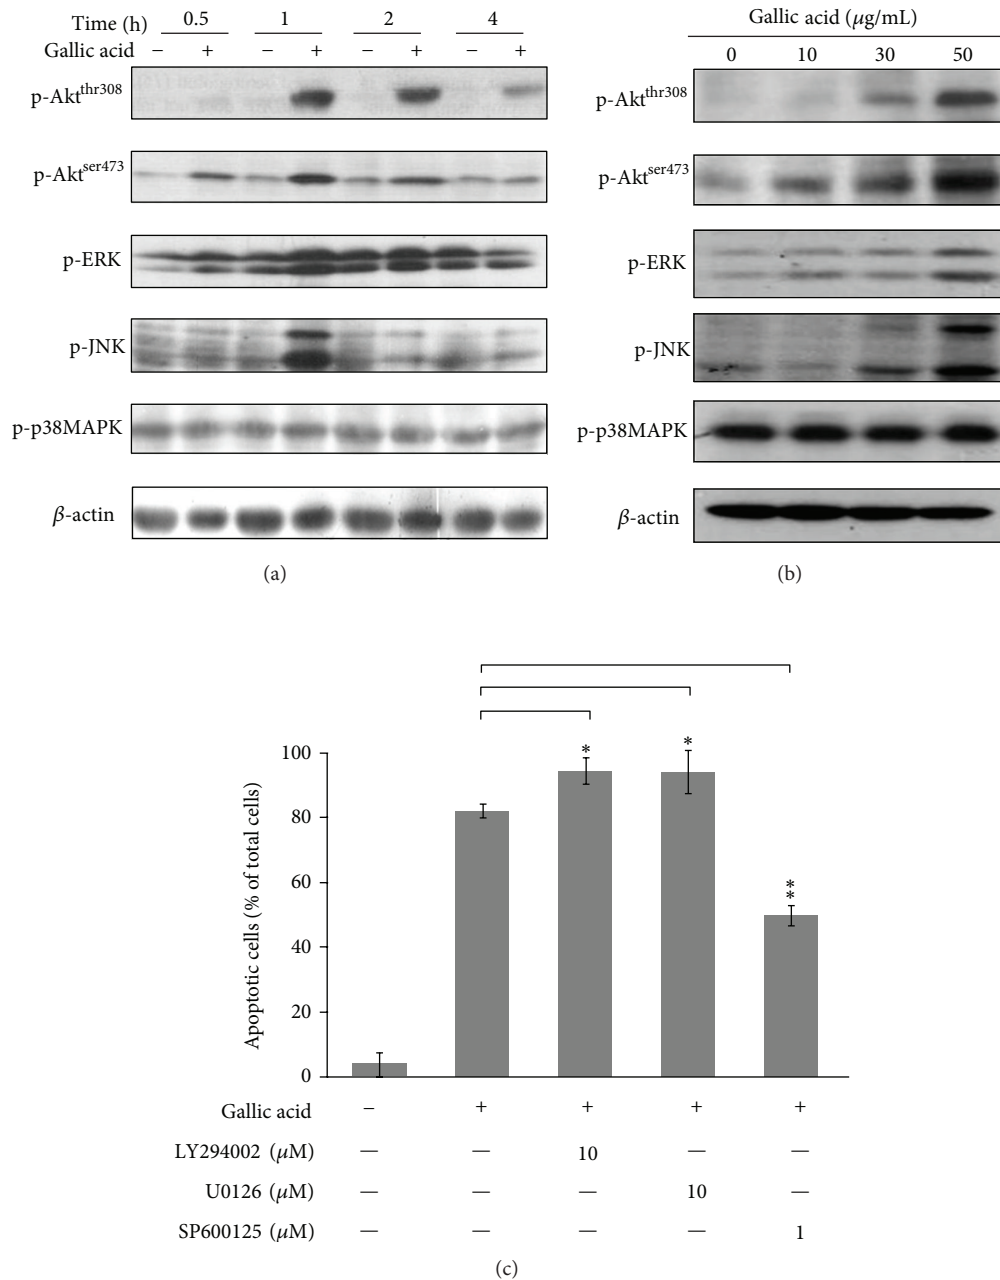 Time (h) 0.5 1 2 4
Gallic acid − + − + − + − +
p-Akt^thr308
p-Akt^ser473
p-ERK
p-JNK
p-p38MAPK
β-actin
(a)
Gallic acid (μg/mL)
0 10 30 50
p-Akt^thr308
p-Akt^ser473
p-ERK
p-JNK
p-p38MAPK
β-actin
(b)
Apoptotic cells (% of total cells)
100
80
60
40
20
0
*
*
**
Gallic acid − + + + +
LY294002 (μM) — — 10 — —
U0126 (μM) — — — 10 —
SP600125 (μM) — — — — 1
(c)